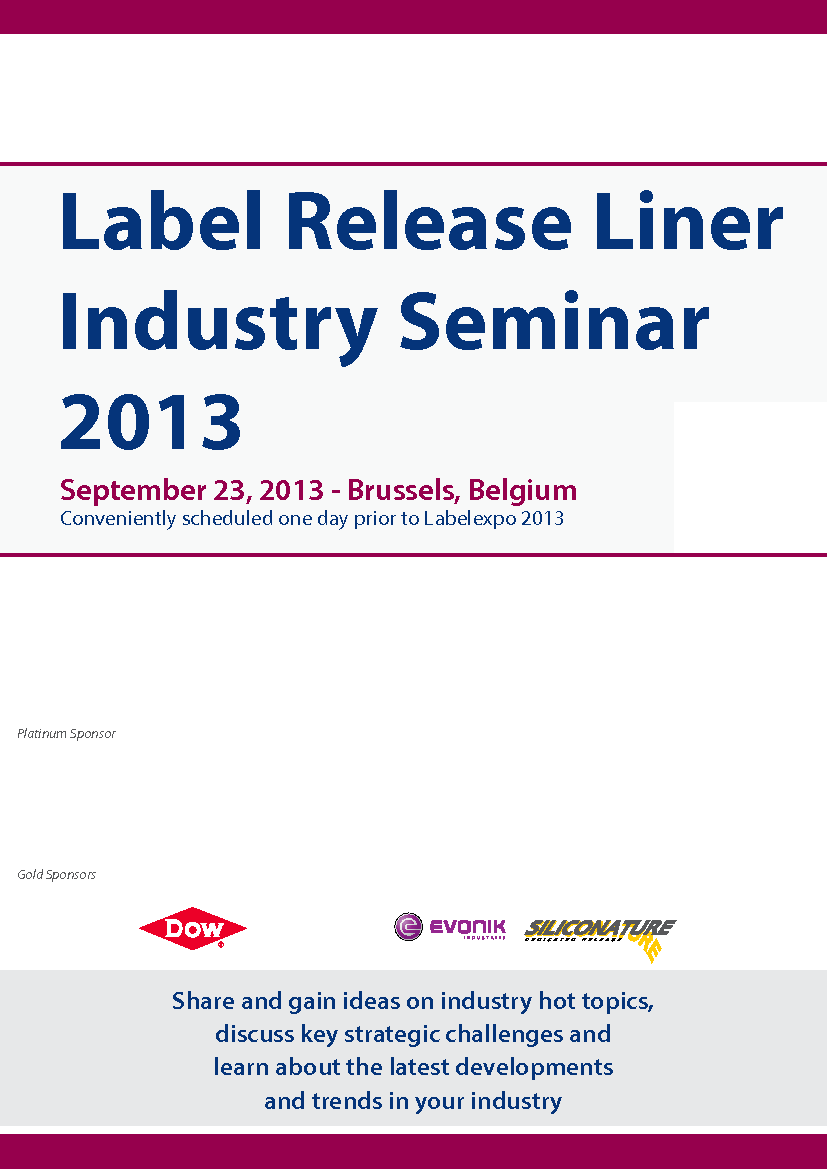 Label Release Liner
Industry Seminar
2013
September 23, 2013 - Brussels, Belgium
Conveniently scheduled one day prior to Labelexpo 2013
Platinum Sponsor
Gold Sponsors
Dow
EVONIK
INDUSTRIES
SILICONATURE
DEDICATED RELEASE
Share and gain ideas on industry hot topics,
discuss key strategic challenges and
learn about the latest developments
and trends in your industry